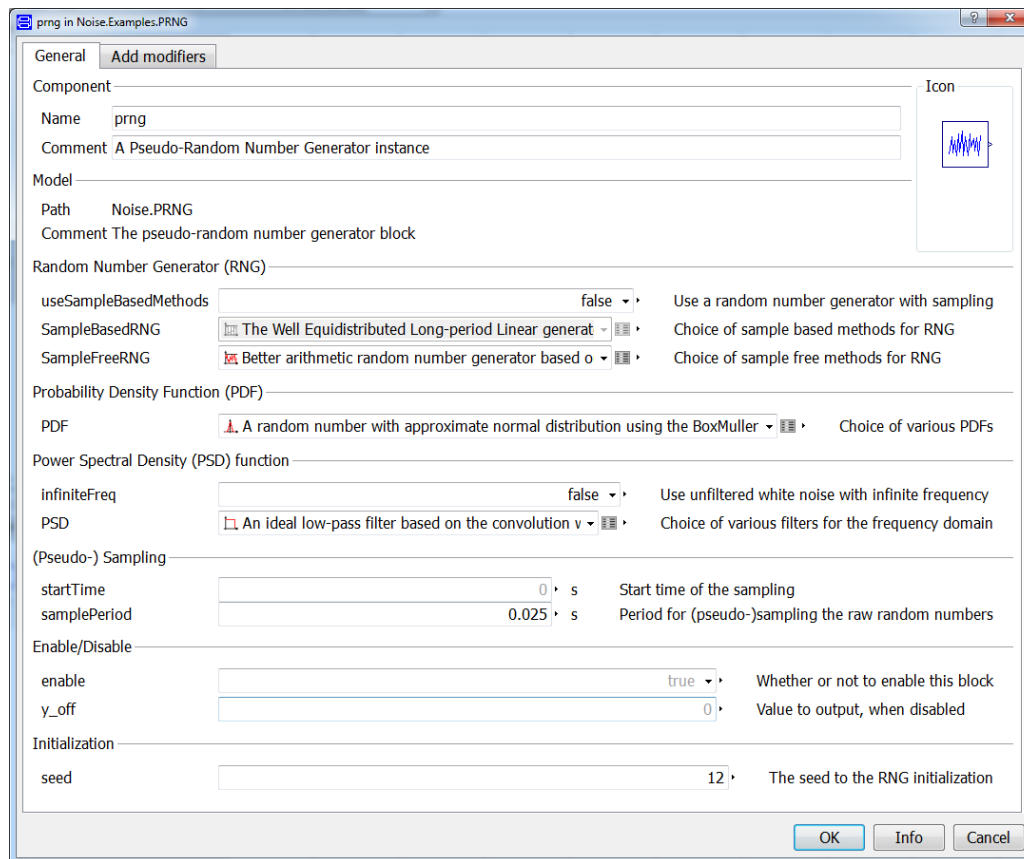 prng in Noise.Examples.PRNG
?
General Add modifiers
Component
Icon
Name prng
Comment A Pseudo-Random Number Generator instance
Model
Path Noise.PRNG
Comment The pseudo-random number generator block
Random Number Generator (RNG)
useSampleBasedMethods false Use a random number generator with sampling
SampleBasedRNG The Well Equidistributed Long-period Linear generat Choice of sample based methods for RNG
SampleFreeRNG Better arithmetic random number generator based o Choice of sample free methods for RNG
Probability Density Function (PDF)
PDF A random number with approximate normal distribution using the BoxMuller Choice of various PDFs
Power Spectral Density (PSD) function
infiniteFreq false Use unfiltered white noise with infinite frequency
PSD An ideal low-pass filter based on the convolution v Choice of various filters for the frequency domain
(Pseudo-) Sampling
startTime 0 s Start time of the sampling
samplePeriod 0.025 s Period for (pseudo-)sampling the raw random numbers
Enable/Disable
enable true Whether or not to enable this block
y_off 0 Value to output, when disabled
Initialization
seed 12 The seed to the RNG initialization
OK Info Cancel